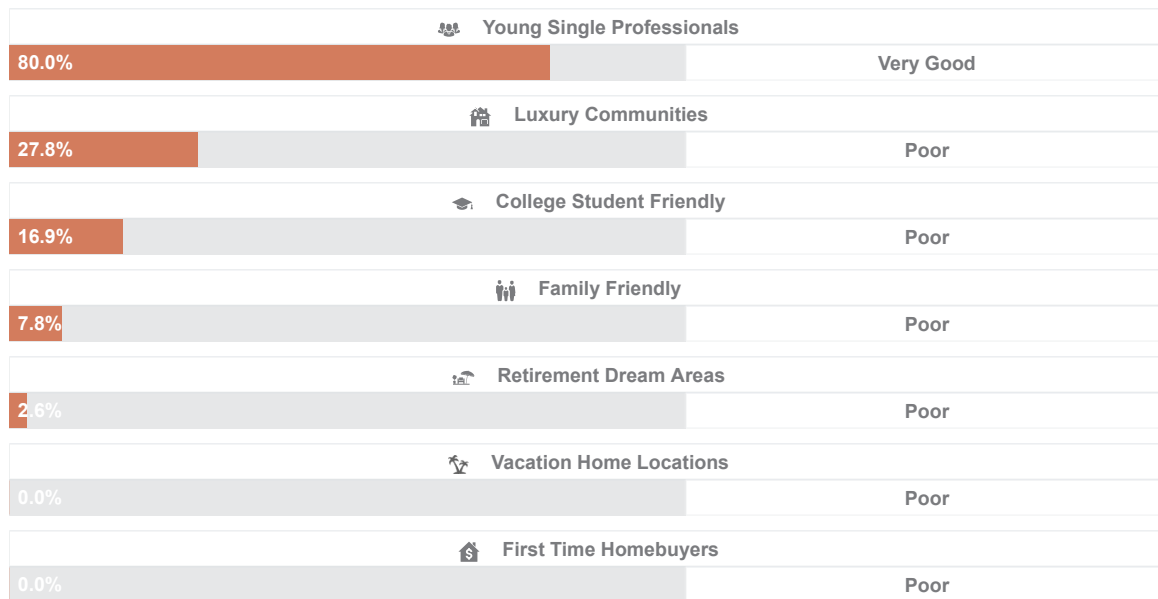 Young Single Professionals
80.0% Very Good
Luxury Communities
27.8% Poor
College Student Friendly
16.9% Poor
Family Friendly
7.8% Poor
Retirement Dream Areas
2.6% Poor
Vacation Home Locations
0.0% Poor
First Time Homebuyers
0.0% Poor